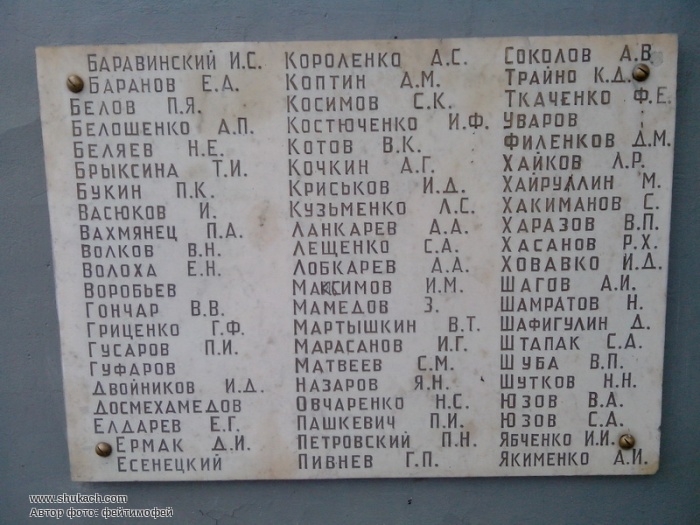 Баравинский И.С.
Баранов Е.А.
Белов П.Я.
Белошенко А.П.
Беляев Н.Е.
Брыксина Т.И.
Букин П.К.
Васюков И.
Вахмянец П.А.
Волков В.Н.
Волоха Е.Н.
Воробьев
Гончар В.В.
Гриценко Г.Ф.
Гусаров П.И.
Гуфаров
Двойников И.Д.
Досмехамедов
Елдарев Е.Г.
Ермак Д.И.
Есенецкий
Короленко А.С.
Коптин А.М.
Косимов С.К.
Костюченко И.Ф.
Котов В.К.
Кочкин А.Г.
Криськов И.Д.
Кузьменко Л.С.
Ланкарев А.А.
Лещенко С.А.
Лобкарев А.А.
Максимов И.М.
Мамедов З.
Мартышкин В.Т.
Марасанов И.Г.
Матвеев С.М.
Назаров Я.Н.
Овчаренко Н.С.
Пашкевич П.И.
Петровский П.Н.
Пивнев Г.П.
Соколов А.В.
Трайно К.Д.
Ткаченко Ф.Е.
Уваров
Филенков Д.М.
Хайков Л.Р.
Хайруллин М.
Хакиманов С.
Харазов В.П.
Хасанов Р.Х.
Ховавко И.Д.
Шагов А.И.
Шамратов Н.
Шафигулин Д.
Штапак С.А.
Шуба В.П.
Шутков Н.Н.
Юзов В.А.
Юзов С.А.
Ябченко И.И.
Якименко А.И.
www.shukach.com
Автор фото: фейтимофей